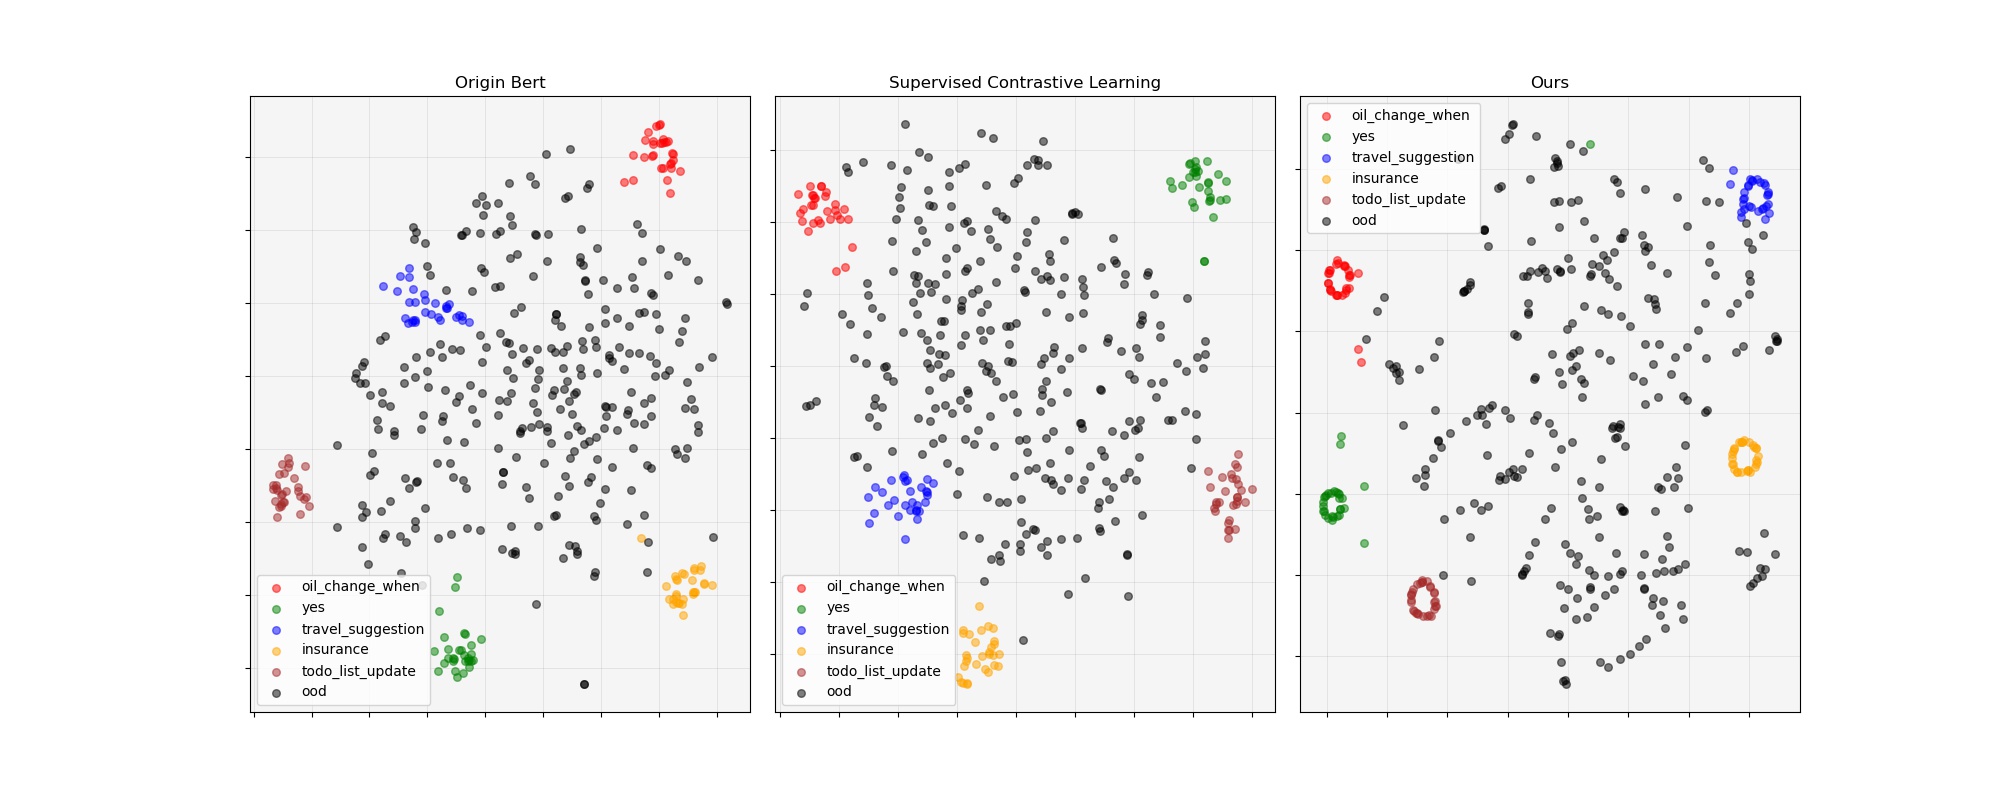 Origin Bert
oil_change_when
yes
travel_suggestion
insurance
todo_list_update
ood
Supervised Contrastive Learning
oil_change_when
yes
travel_suggestion
insurance
todo_list_update
ood
Ours
oil_change_when
yes
travel_suggestion
insurance
todo_list_update
ood